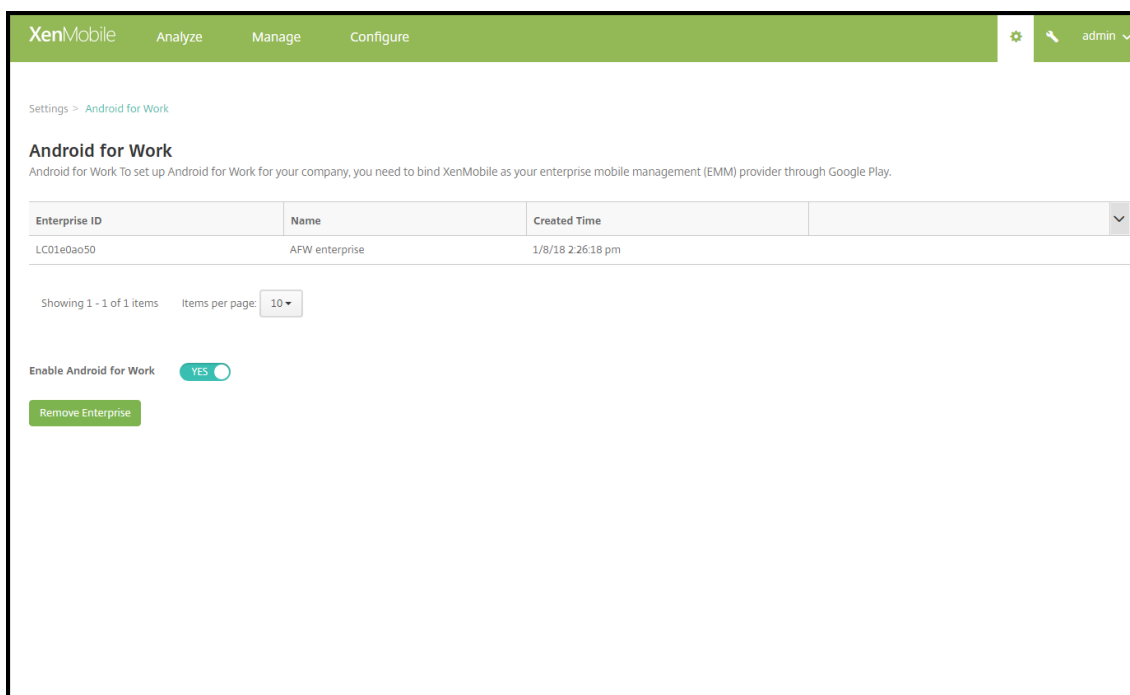 XenMobile Analyze Manage Configure admin
Settings > Android for Work
Android for Work
Android for Work To set up Android for Work for your company, you need to bind XenMobile as your enterprise mobile management (EMM) provider through Google Play.
Enterprise ID Name Created Time
LC01e0ao50 AFW enterprise 1/8/18 2:26:18 pm
Showing 1 - 1 of 1 items Items per page: 10
Enable Android for Work YES
Remove Enterprise